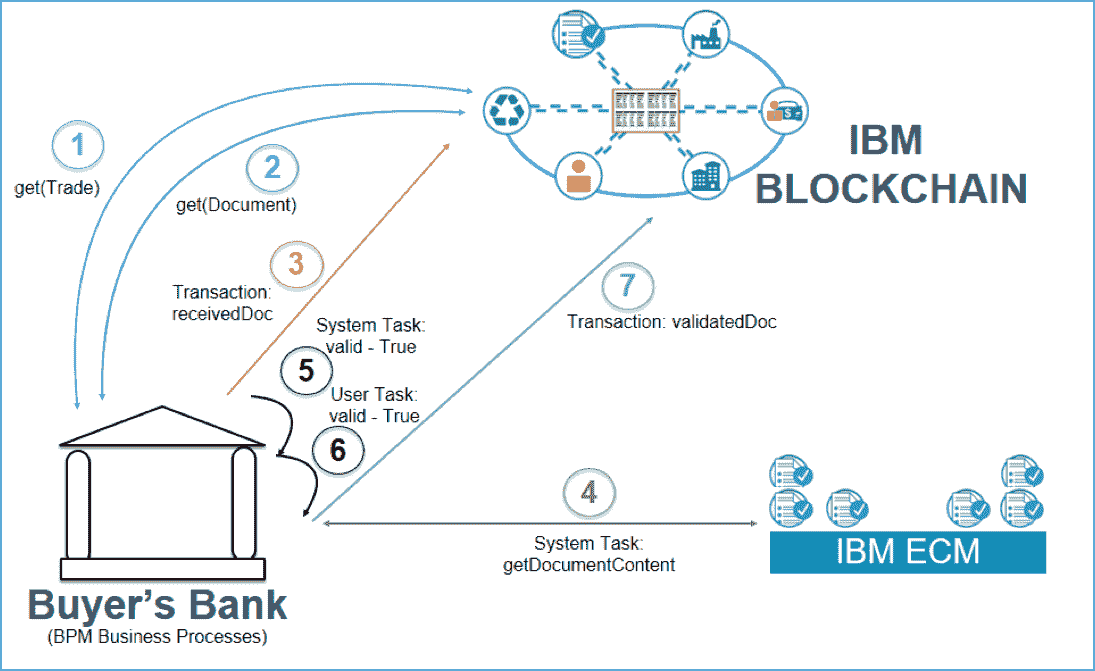 1
get(Trade)
2
get(Document)
3
Transaction:
receivedDoc
System Task:
valid - True
5
User Task:
valid - True
6
7
Transaction: validatedDoc
IBM
BLOCKCHAIN
4
System Task:
getDocumentContent
IBM ECM
Buyer's Bank
(BPM Business Processes)